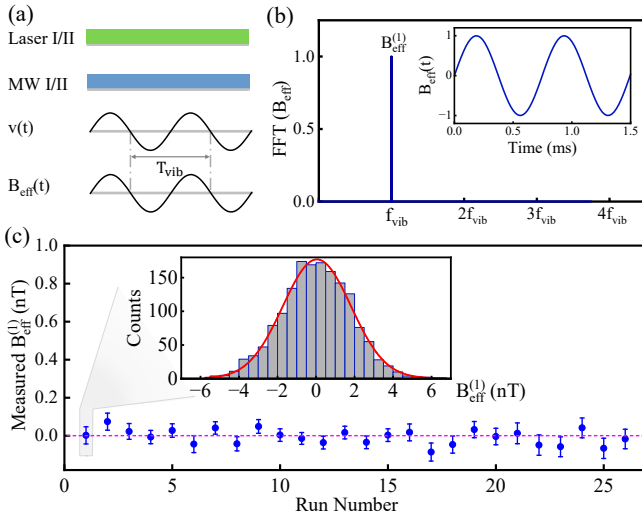 (a)
Laser I/II
MW I/II
v(t)
T_vib
B_eff(t)
(b)
FFT (B_eff)
1.0
0.5
0.0
B_eff^(1)
f_vib
2f_vib
3f_vib
4f_vib
B_eff(t)
1
0
−1
0.0
0.5
1.0
1.5
Time (ms)
(c)
Measured B_eff^(1) (nT)
1.0
0.8
0.6
0.4
0.2
0.0
0
5
10
15
20
25
Run Number
Counts
150
100
50
0
−6
−4
−2
0
2
4
6
B_eff^(1) (nT)